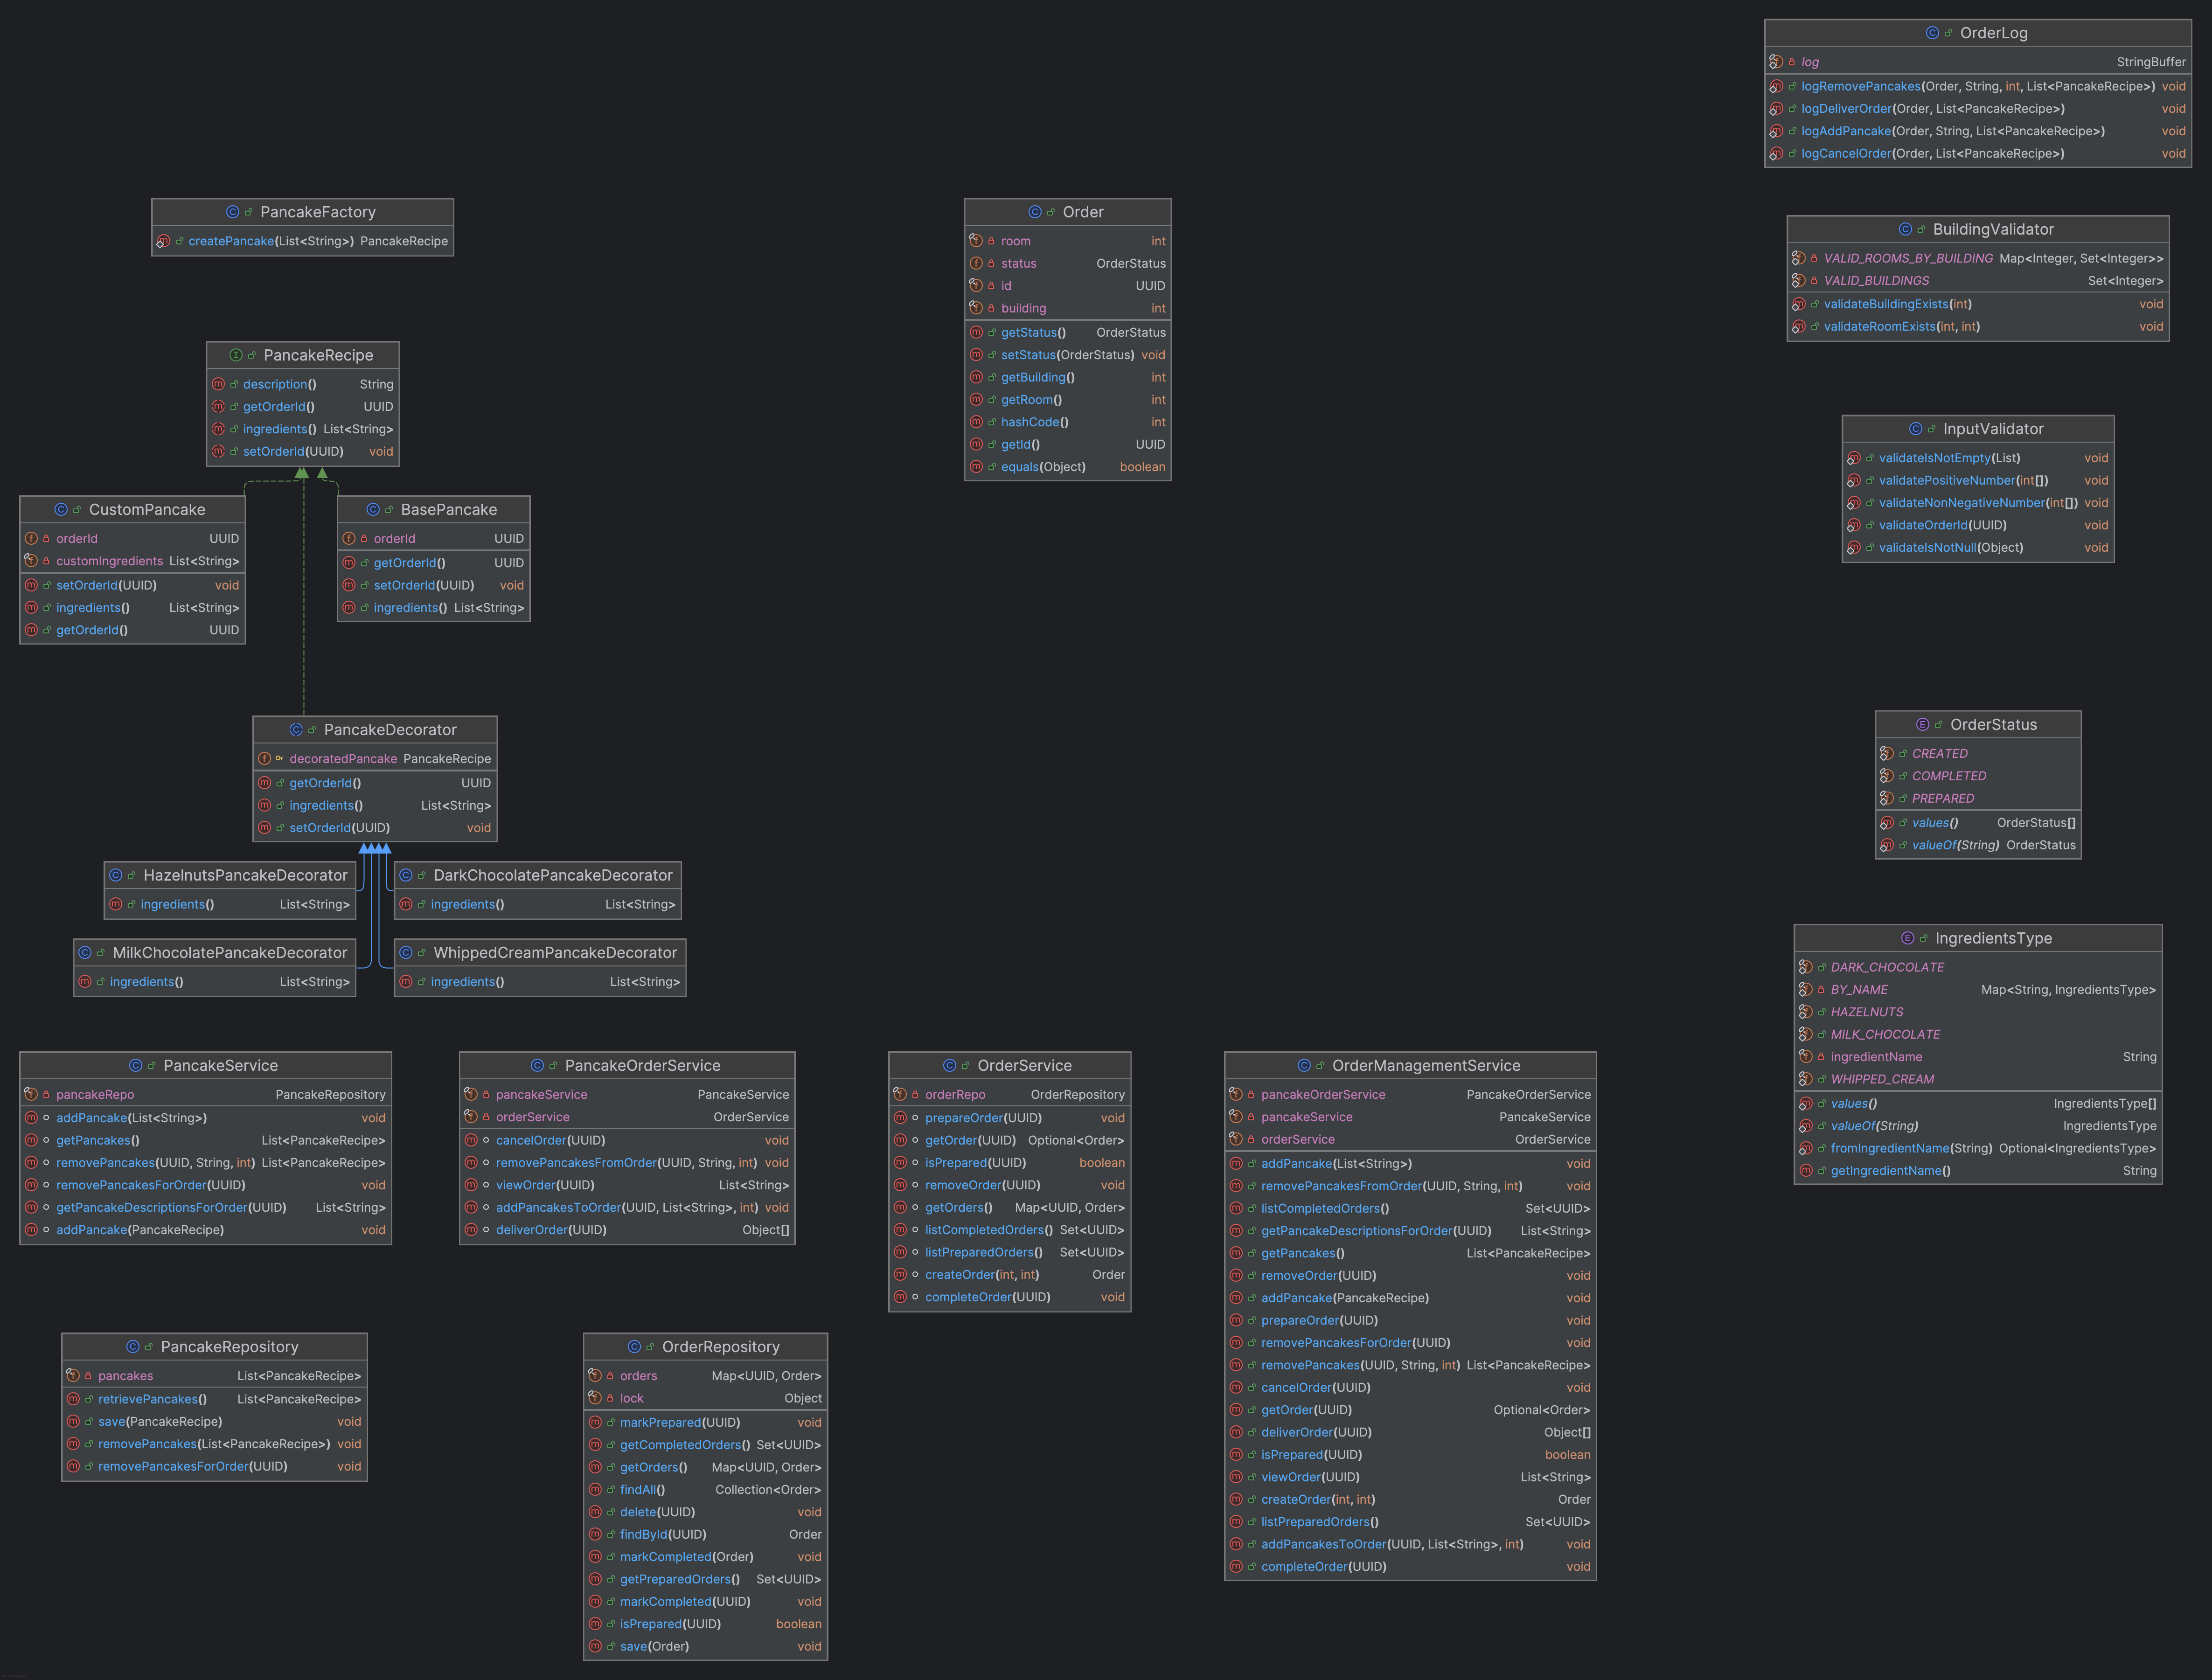 OrderLog
log StringBuffer
logRemovePancakes(Order, String, int, List<PancakeRecipe>) void
logDeliverOrder(Order, List<PancakeRecipe>) void
logAddPancake(Order, String, List<PancakeRecipe>) void
logCancelOrder(Order, List<PancakeRecipe>) void
PancakeFactory
createPancake(List<String>) PancakeRecipe
Order
room int
status OrderStatus
id UUID
building int
getStatus() OrderStatus
setStatus(OrderStatus) void
getBuilding() int
getRoom() int
hashCode() int
getId() UUID
equals(Object) boolean
BuildingValidator
VALID_ROOMS_BY_BUILDING Map<Integer, Set<Integer>>
VALID_BUILDINGS Set<Integer>
validateBuildingExists(int) void
validateRoomExists(int, int) void
PancakeRecipe
description() String
getOrderId() UUID
ingredients() List<String>
setOrderId(UUID) void
InputValidator
validateIsNotEmpty(List) void
validatePositiveNumber(int[]) void
validateNonNegativeNumber(int[]) void
validateOrderId(UUID) void
validateIsNotNull(Object) void
CustomPancake
orderId UUID
customIngredients List<String>
setOrderId(UUID) void
ingredients() List<String>
getOrderId() UUID
BasePancake
orderId UUID
getOrderId() UUID
setOrderId(UUID) void
ingredients() List<String>
PancakeDecorator
decoratedPancake PancakeRecipe
getOrderId() UUID
ingredients() List<String>
setOrderId(UUID) void
OrderStatus
CREATED
COMPLETED
PREPARED
values() OrderStatus[]
valueOf(String) OrderStatus
HazelnutsPancakeDecorator
ingredients() List<String>
DarkChocolatePancakeDecorator
ingredients() List<String>
MilkChocolatePancakeDecorator
ingredients() List<String>
WhippedCreamPancakeDecorator
ingredients() List<String>
IngredientsType
DARK_CHOCOLATE
BY_NAME Map<String, IngredientsType>
HAZELNUTS
MILK_CHOCOLATE
ingredientName String
WHIPPED_CREAM
values() IngredientsType[]
valueOf(String) IngredientsType
fromIngredientName(String) Optional<IngredientsType>
getIngredientName() String
PancakeService
pancakeRepo PancakeRepository
addPancake(List<String>) void
getPancakes() List<PancakeRecipe>
removePancakes(UUID, String, int) List<PancakeRecipe>
removePancakesForOrder(UUID) void
getPancakeDescriptionsForOrder(UUID) List<String>
addPancake(PancakeRecipe) void
PancakeOrderService
pancakeService PancakeService
orderService OrderService
cancelOrder(UUID) void
removePancakesFromOrder(UUID, String, int) void
viewOrder(UUID) List<String>
addPancakesToOrder(UUID, List<String>, int) void
deliverOrder(UUID) Object[]
OrderService
orderRepo OrderRepository
prepareOrder(UUID) void
getOrder(UUID) Optional<Order>
isPrepared(UUID) boolean
removeOrder(UUID) void
getOrders() Map<UUID, Order>
listCompletedOrders() Set<UUID>
listPreparedOrders() Set<UUID>
createOrder(int, int) Order
completeOrder(UUID) void
OrderManagementService
pancakeOrderService PancakeOrderService
pancakeService PancakeService
orderService OrderService
addPancake(List<String>) void
removePancakesFromOrder(UUID, String, int) void
listCompletedOrders() Set<UUID>
getPancakeDescriptionsForOrder(UUID) List<String>
getPancakes() List<PancakeRecipe>
removeOrder(UUID) void
addPancake(PancakeRecipe) void
prepareOrder(UUID) void
removePancakesForOrder(UUID) void
removePancakes(UUID, String, int) List<PancakeRecipe>
cancelOrder(UUID) void
getOrder(UUID) Optional<Order>
deliverOrder(UUID) Object[]
isPrepared(UUID) boolean
viewOrder(UUID) List<String>
createOrder(int, int) Order
listPreparedOrders() Set<UUID>
addPancakesToOrder(UUID, List<String>, int) void
completeOrder(UUID) void
PancakeRepository
pancakes List<PancakeRecipe>
retrievePancakes() List<PancakeRecipe>
save(PancakeRecipe) void
removePancakes(List<PancakeRecipe>) void
removePancakesForOrder(UUID) void
OrderRepository
orders Map<UUID, Order>
lock Object
markPrepared(UUID) void
getCompletedOrders() Set<UUID>
getOrders() Map<UUID, Order>
findAll() Collection<Order>
delete(UUID) void
findById(UUID) Order
markCompleted(Order) void
getPreparedOrders() Set<UUID>
markCompleted(UUID) void
isPrepared(UUID) boolean
save(Order) void